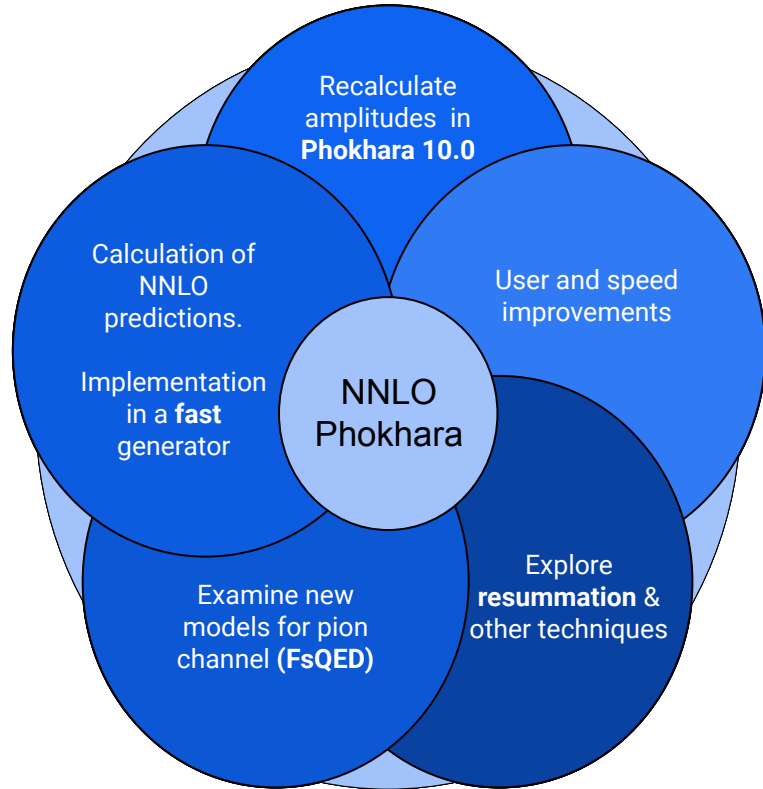 Recalculate
amplitudes in
Phokhara 10.0
User and speed
improvements
Explore
resummation &
other techniques
Examine new
models for pion
channel (FsQED)
Calculation of
NNLO
predictions.
Implementation
in a fast
generator
NNLO
Phokhara